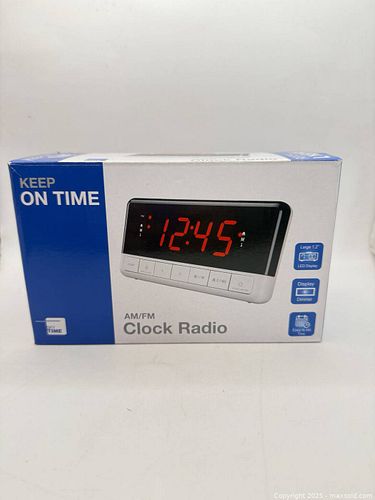 KEEP
ON TIME
12:45
Large 1.2"
LED Display
Display
Dimmer
AM/FM
Clock Radio
TIME
Clock Radio
Copyright 2025 - maxsold.com